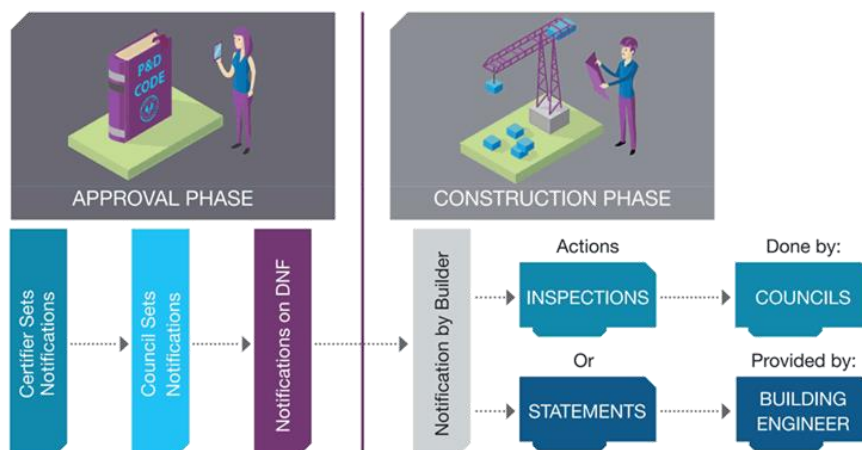 P&D
CODE
APPROVAL PHASE
CONSTRUCTION PHASE
Certifier Sets
Notifications
Council Sets
Notifications
Notifications on DNF
Notification by Builder
Actions
INSPECTIONS
Done by:
COUNCILS
Or
STATEMENTS
Provided by:
BUILDING
ENGINEER